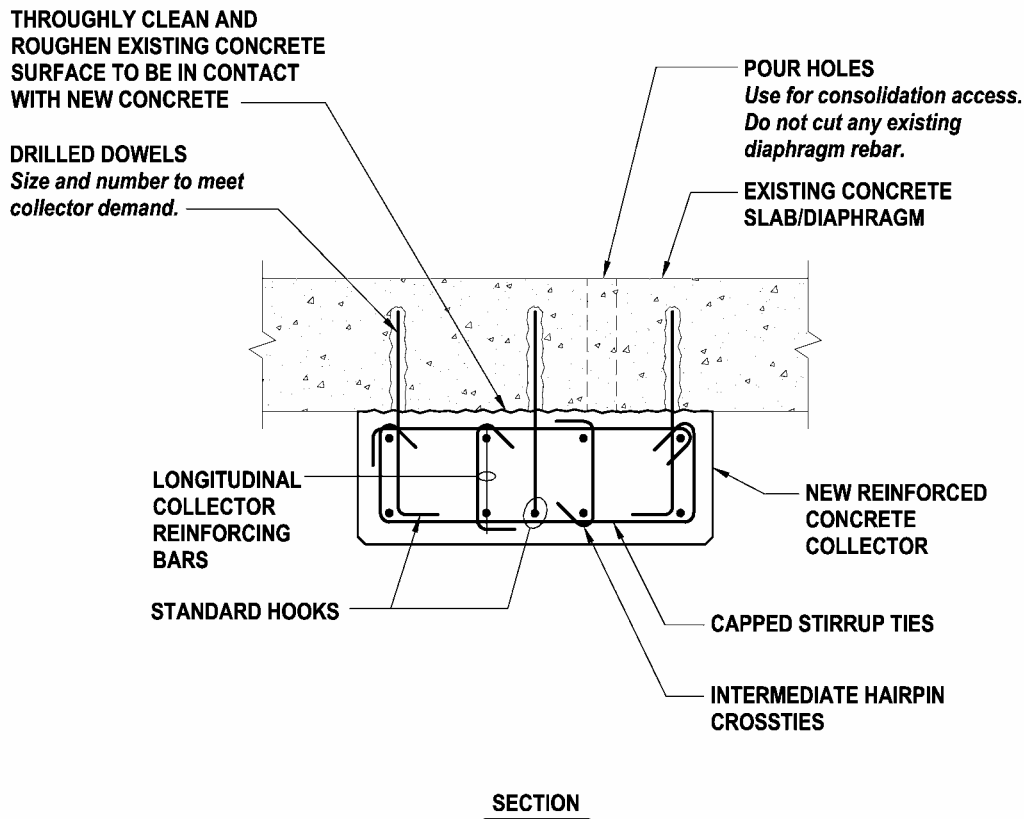 THROUGHLY CLEAN AND
ROUGHEN EXISTING CONCRETE
SURFACE TO BE IN CONTACT
WITH NEW CONCRETE
DRILLED DOWELS
Size and number to meet
collector demand.
POUR HOLES
Use for consolidation access.
Do not cut any existing
diaphragm rebar.
EXISTING CONCRETE
SLAB/DIAPHRAGM
LONGITUDINAL
COLLECTOR
REINFORCING
BARS
STANDARD HOOKS
NEW REINFORCED
CONCRETE
COLLECTOR
CAPPED STIRRUP TIES
INTERMEDIATE HAIRPIN
CROSSTIES
SECTION